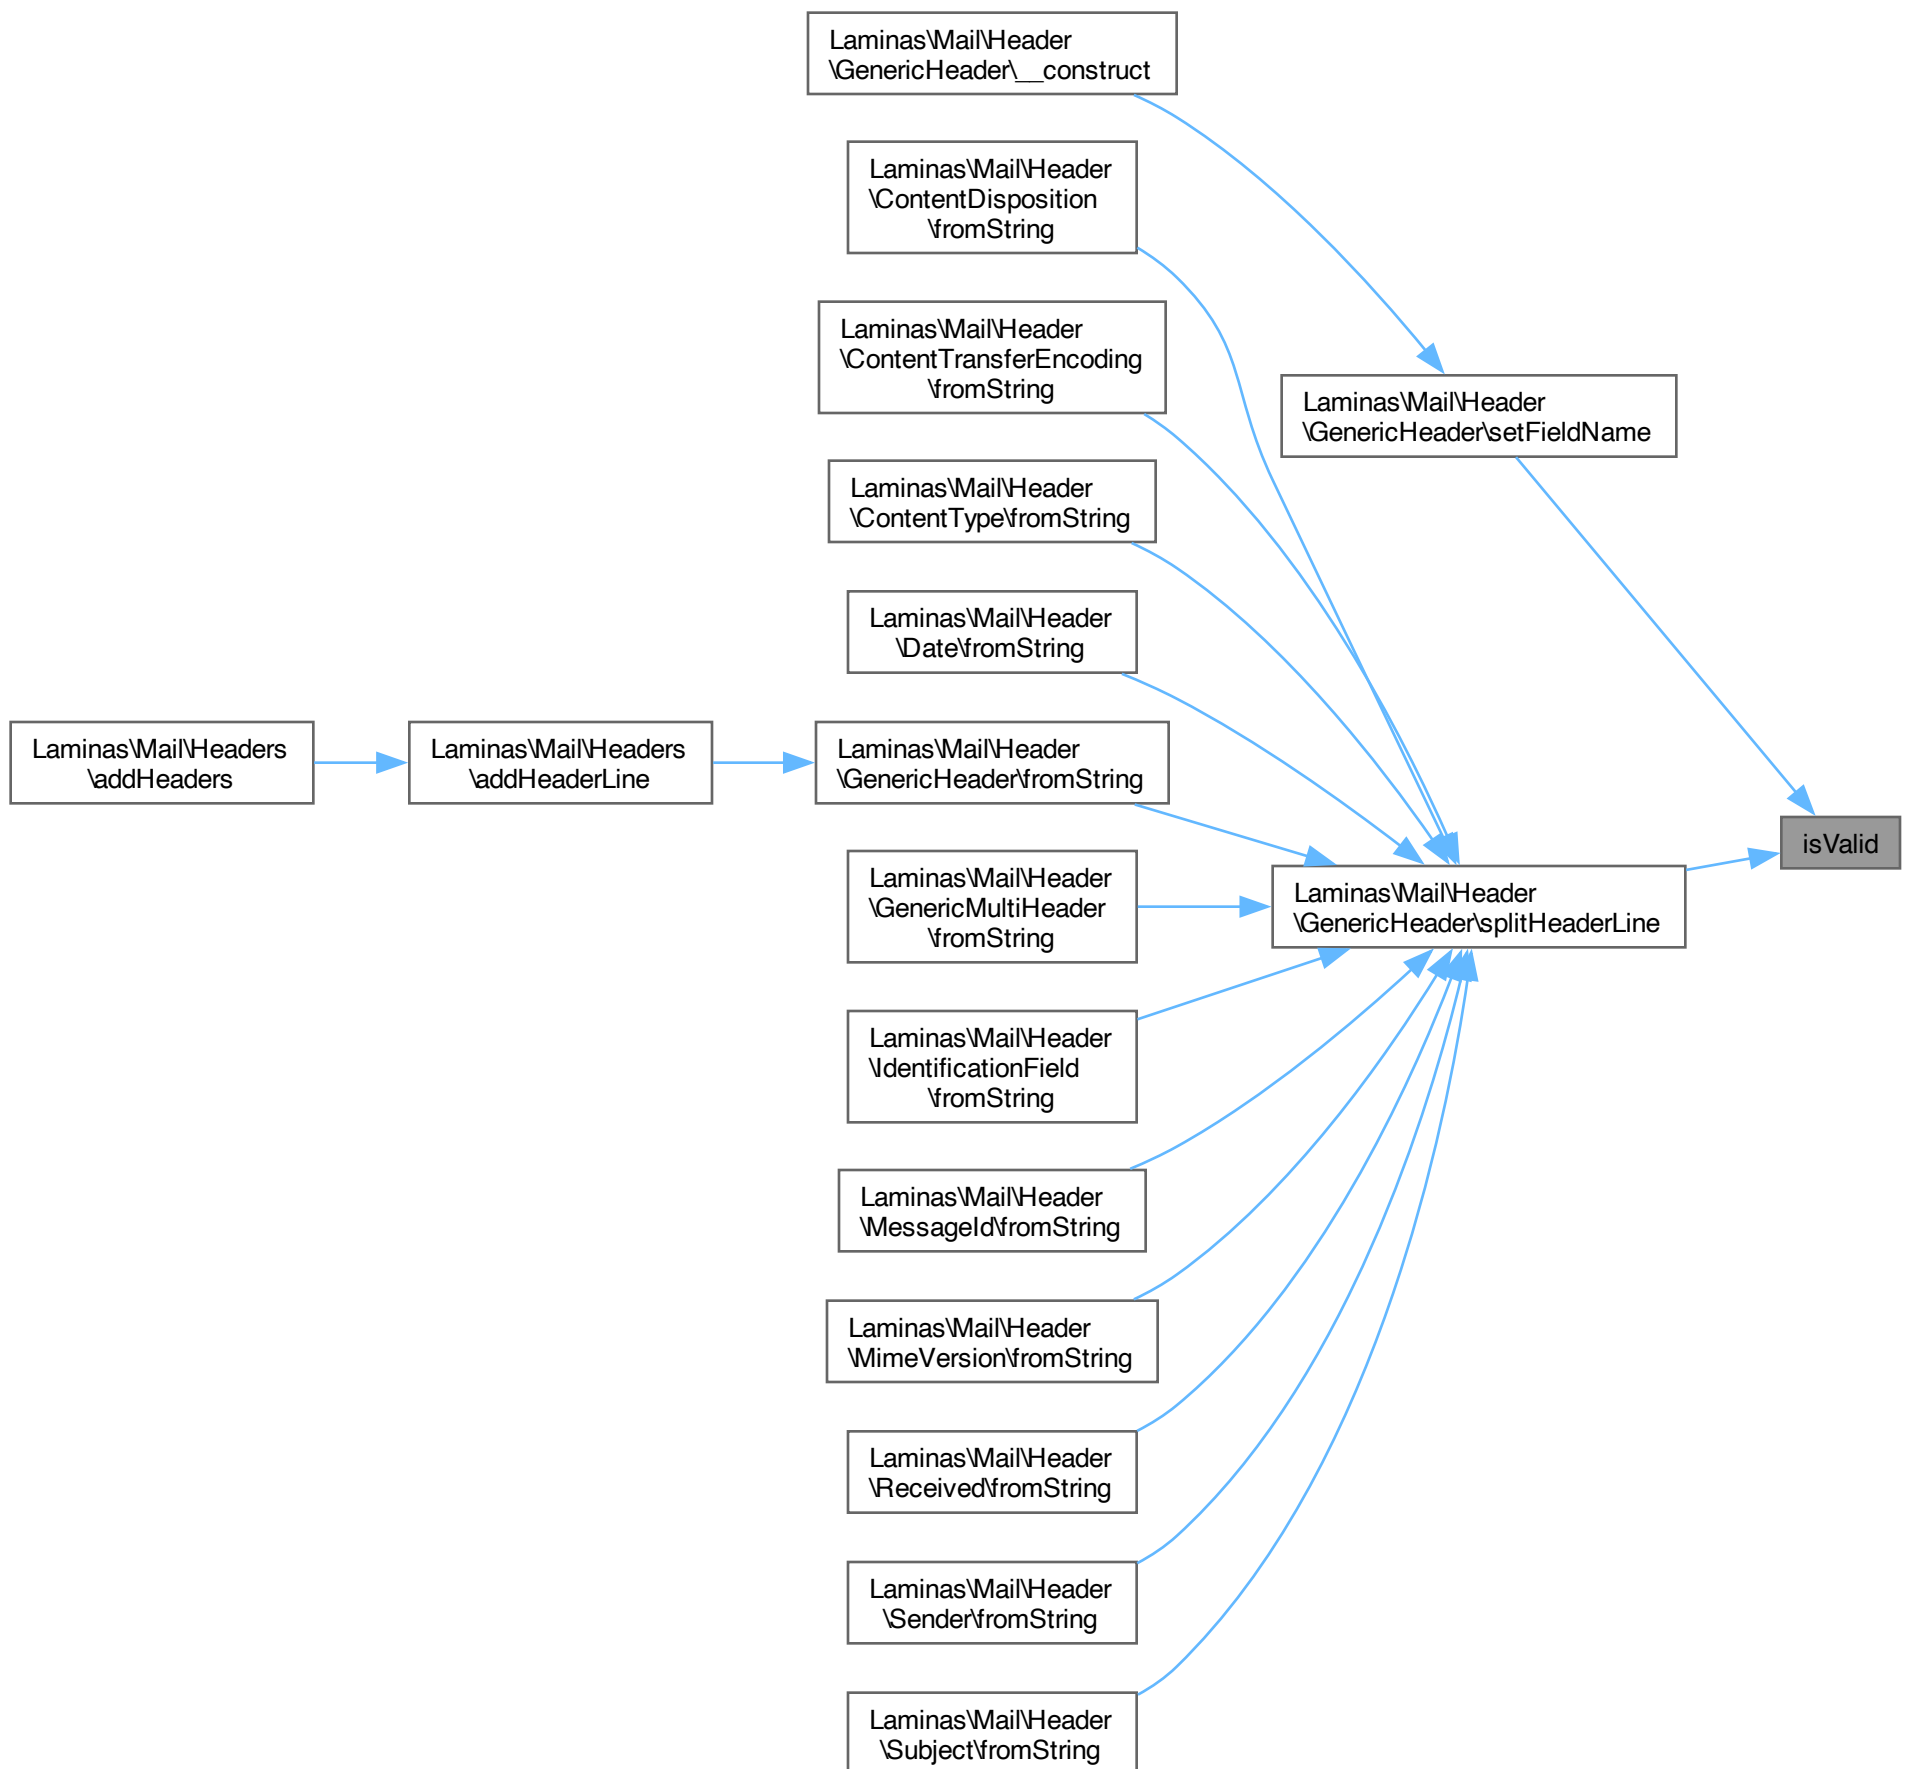 Laminas\Mail\Header
\GenericHeader\__construct
Laminas\Mail\Header
\ContentDisposition
\fromString
Laminas\Mail\Header
\ContentTransferEncoding
\fromString
Laminas\Mail\Header
\GenericHeader\setFieldName
Laminas\Mail\Header
\ContentType\fromString
Laminas\Mail\Header
\Date\fromString
Laminas\Mail\Headers
\addHeaders
Laminas\Mail\Headers
\addHeaderLine
Laminas\Mail\Header
\GenericHeader\fromString
isValid
Laminas\Mail\Header
\GenericMultiHeader
\fromString
Laminas\Mail\Header
\GenericHeader\splitHeaderLine
Laminas\Mail\Header
\IdentificationField
\fromString
Laminas\Mail\Header
\MessageId\fromString
Laminas\Mail\Header
\MimeVersion\fromString
Laminas\Mail\Header
\Received\fromString
Laminas\Mail\Header
\Sender\fromString
Laminas\Mail\Header
\Subject\fromString